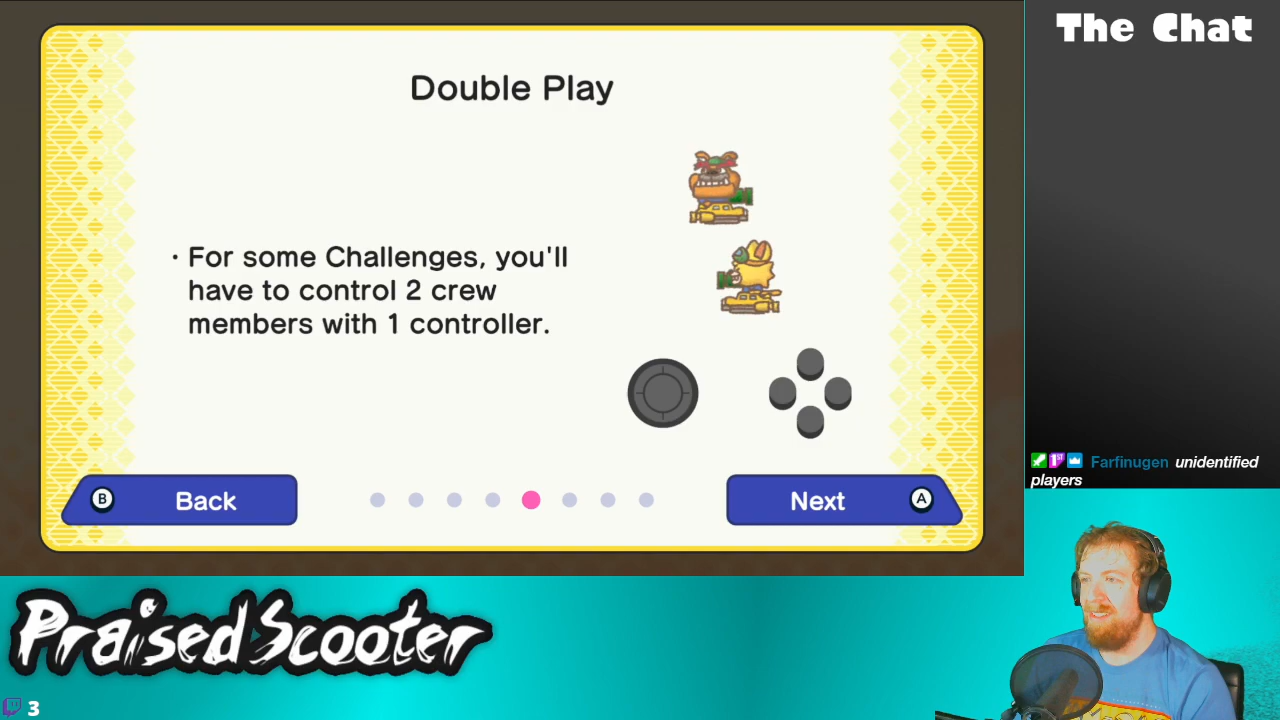 The Chat
Double Play
· For some Challenges, you'll
have to control 2 crew
members with 1 controller.
B Back
Next A
Farfinugen unidentified
players
PraisedScooter
3